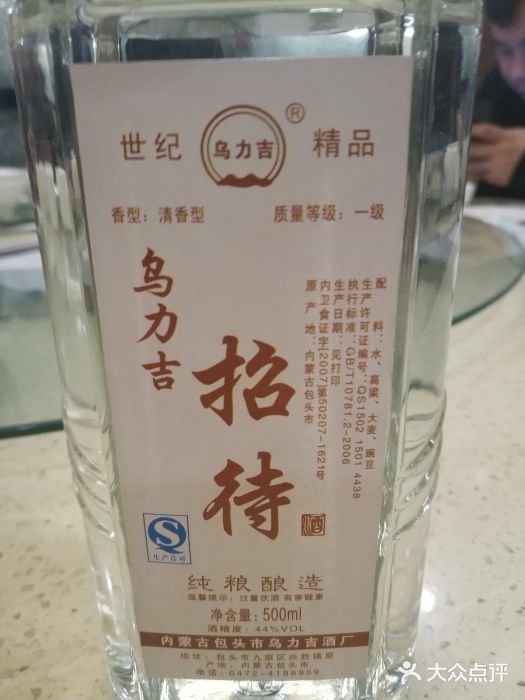 世纪 乌力吉® 精品
香型：清香型 质量等级：一级
乌力吉
招待
酒
配料：水、高粱、大麦、豌豆
生产许可证编号：QS1502 1501 4438
执行标准：GB/T10781.2-2006
生产日期：见打印
内卫食证字[2007]第50207-1621号
原产地：内蒙古包头市
S
生产许可
纯粮酿造
温馨提示：过量饮酒 有害健康
净含量：500ml
酒精度：44%VOL
内蒙古包头市乌力吉酒厂
地址：包头市九原区兴胜镇原
产地：内蒙古包头市
电话：0472-4188959
大众点评